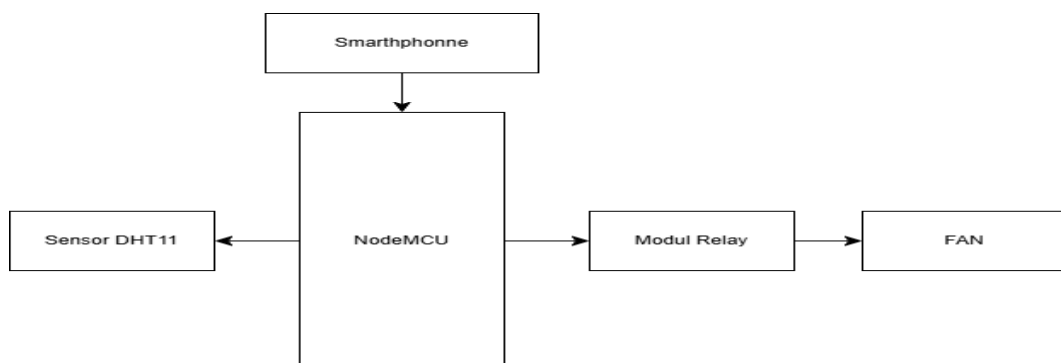 Smarthphonne
Sensor DHT11
NodeMCU
Modul Relay
FAN